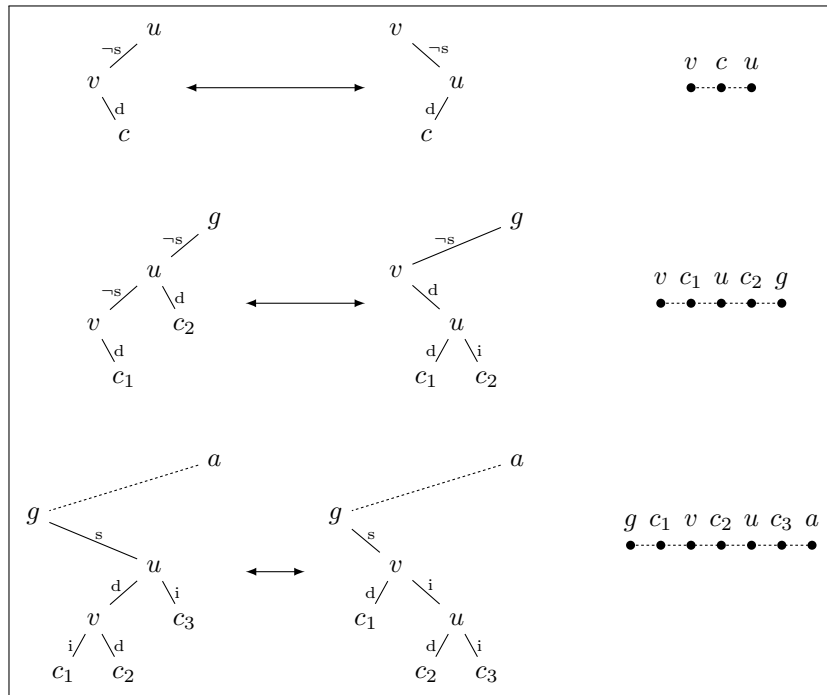 u v v c u
¬s ¬s
v u
d d
c c
g g
¬s ¬s
u v v c₁ u c₂ g
¬s d d
v c₂ u
d d i
c₁ c₁ c₂
a a
g g g c₁ v c₂ u c₃ a
s s
u v
d i d i
v c₃ c₁ u
i d d i
c₁ c₂ c₂ c₃